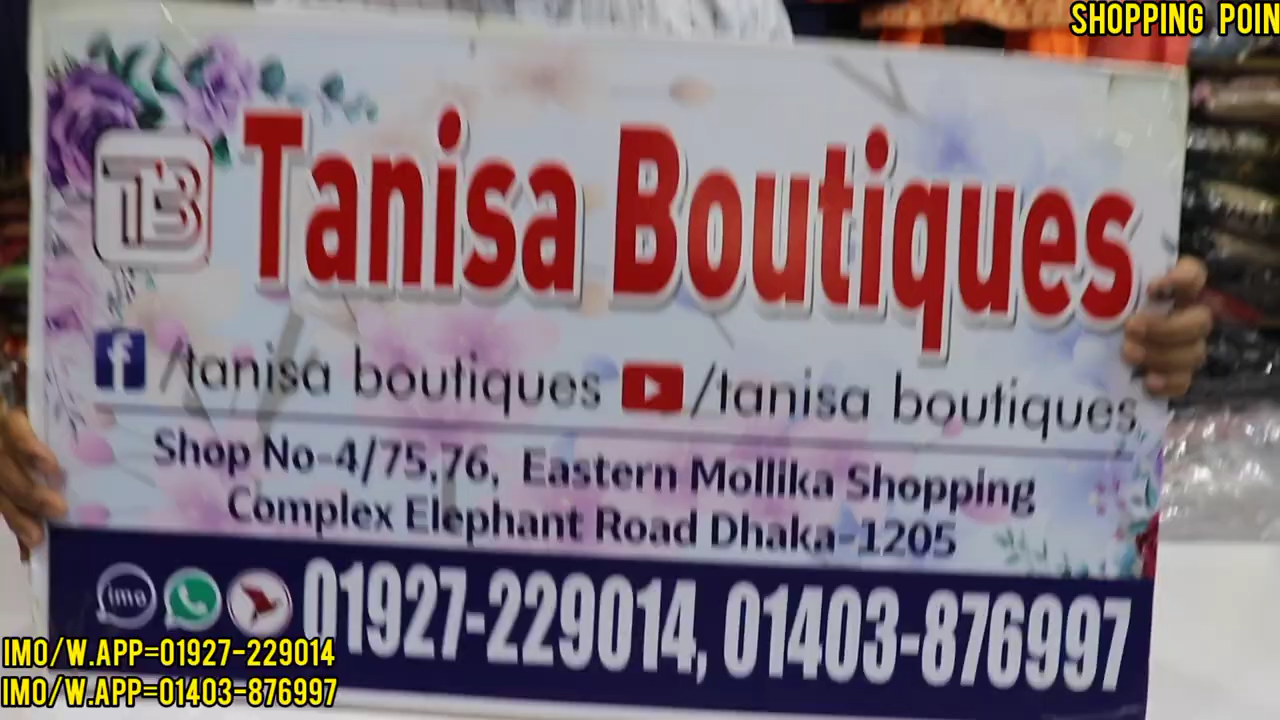 SHOPPING POIN
TB
Tanisa Boutiques
f /tanisa boutiques /tanisa boutiques
Shop No-4/75,76, Eastern Mollika Shopping
Complex Elephant Road Dhaka-1205
imo 01927-229014, 01403-876997
IMO/W.APP=01927-229014
IMO/W.APP=01403-876997